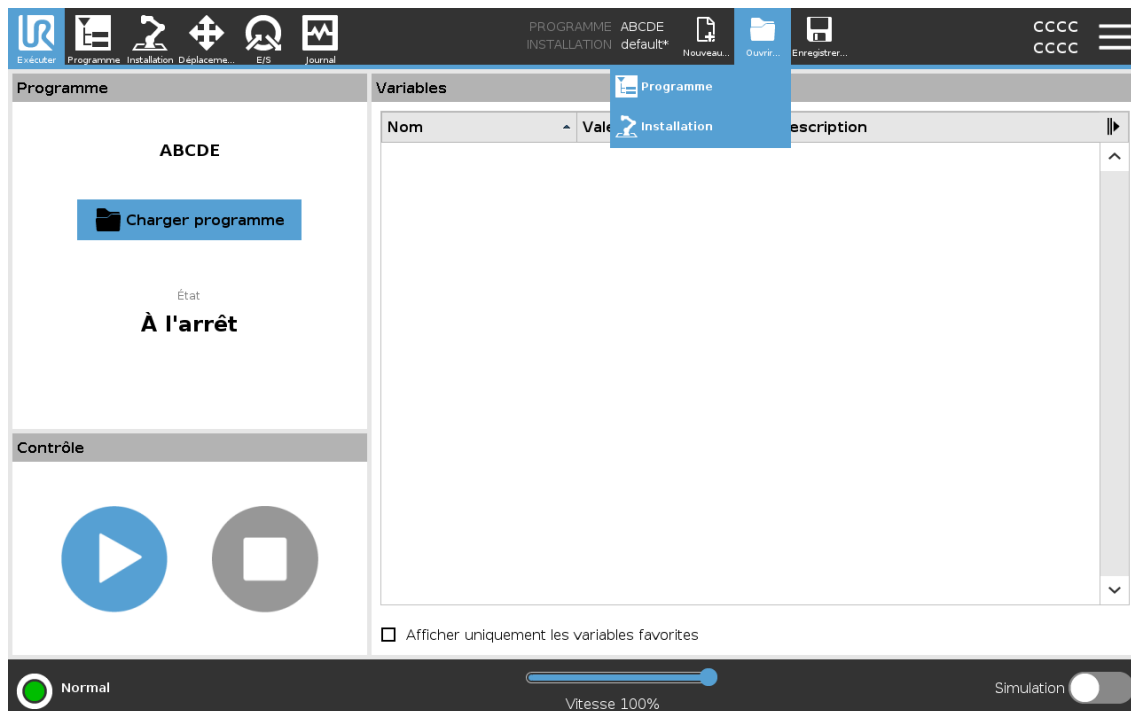 Exécuter
Programme
Installation
Déplaceme...
E/S
Journal
PROGRAMME ABCDE
INSTALLATION default*
Nouveau...
Ouvrir...
Enregistrer...
CCCC
CCCC
Programme
Installation
Programme
ABCDE
Charger programme
État
À l'arrêt
Contrôle
Variables
Nom
Vale
escription
Afficher uniquement les variables favorites
Normal
Vitesse 100%
Simulation